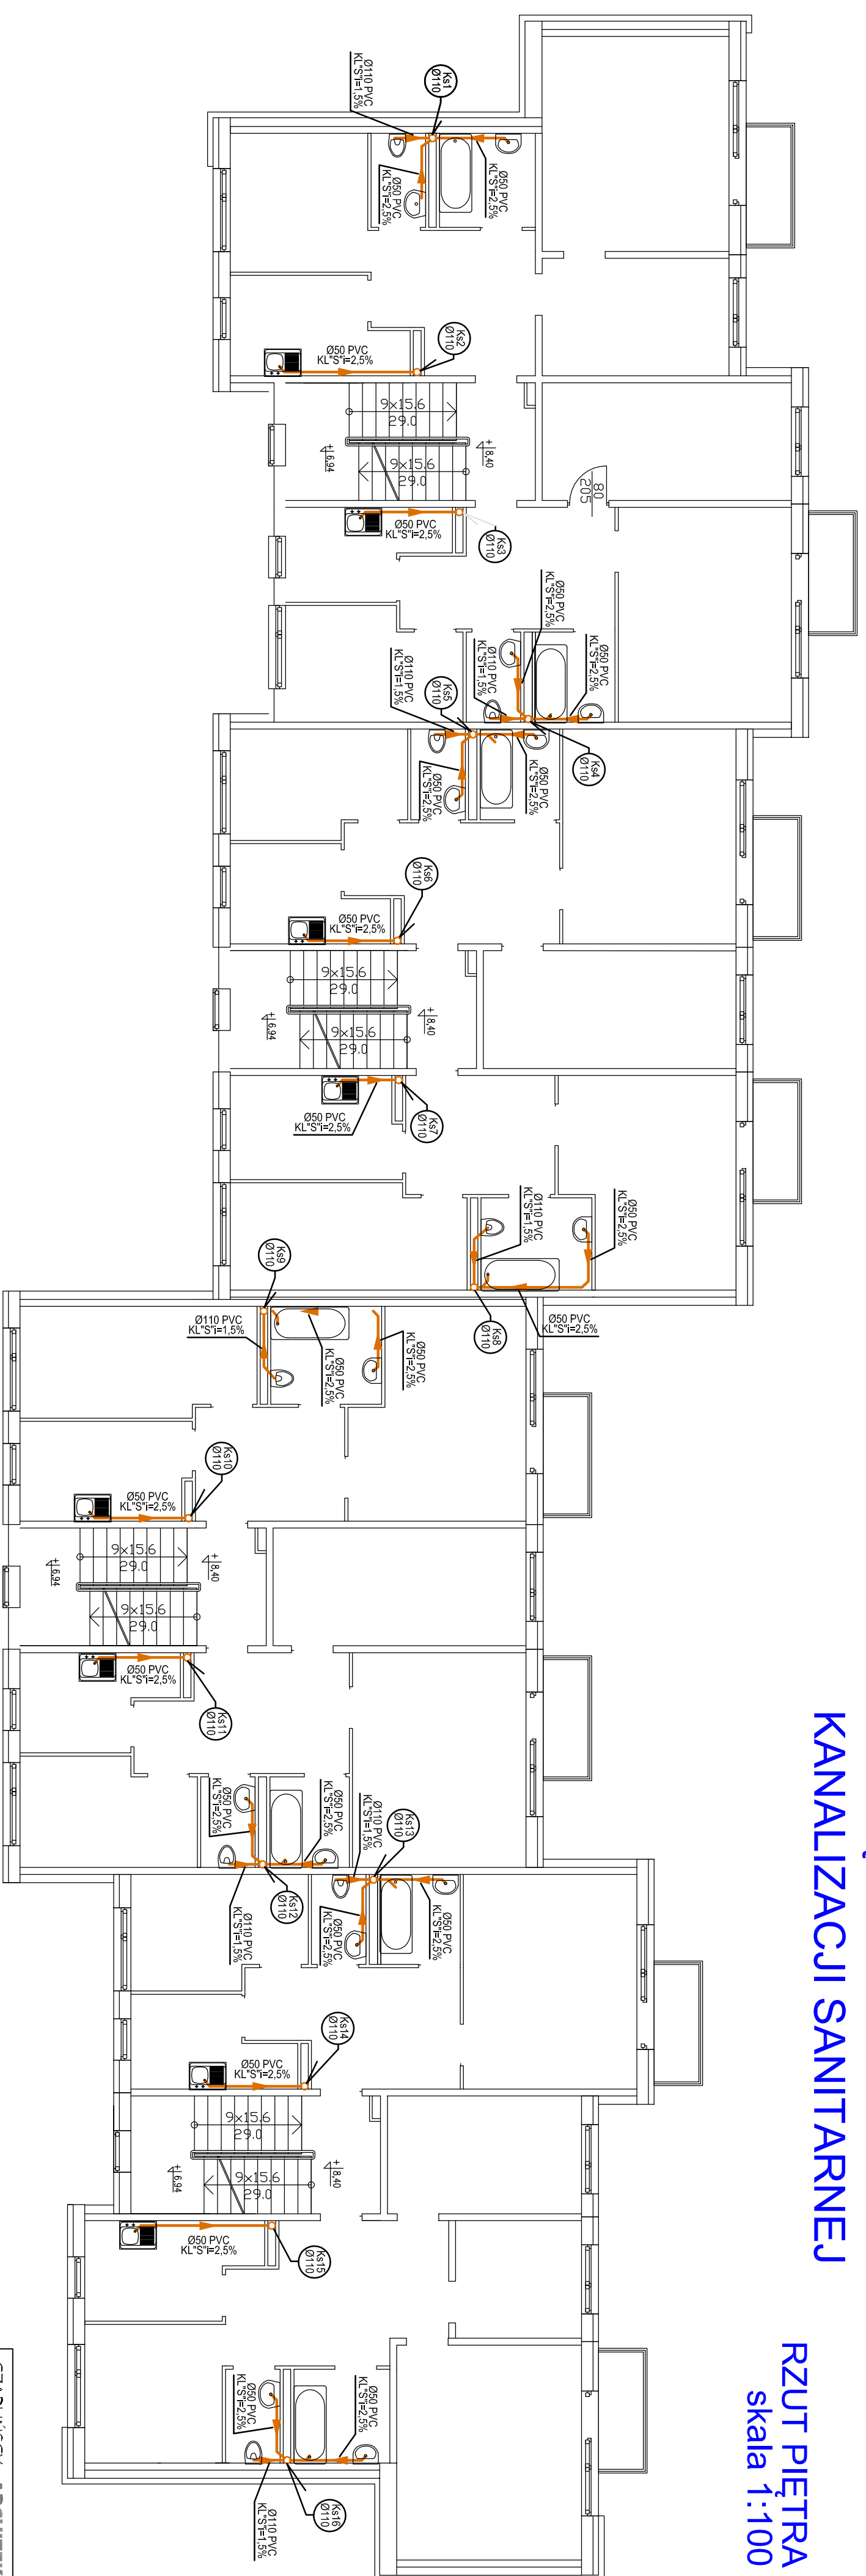 KANALIZACJI SANITARNEJ
RZUT PIĘTRA
skala 1:100
Ks1
Ø110
Ø110 PVC
KL"S"i=1,5%
Ø50 PVC
KL"S"i=2,5%
Ø50 PVC
KL"S"i=2,5%
Ks2
Ø110
Ø50 PVC
KL"S"i=2,5%
9x15.6
29.0
9x15.6
29.0
+8,40
+6,94
80
205
Ø50 PVC
KL"S"i=2,5%
Ks3
Ø110
Ø50 PVC
KL"S"i=2,5%
Ø50 PVC
KL"S"i=2,5%
Ø110 PVC
KL"S"i=1,5%
Ø110 PVC
KL"S"i=1,5%
Ks5
Ø110
Ks4
Ø110
Ø50 PVC
KL"S"i=2,5%
Ø50 PVC
KL"S"i=2,5%
Ks6
Ø110
Ø50 PVC
KL"S"i=2,5%
9x15.6
29.0
9x15.6
29.0
+8,40
+6,94
Ø50 PVC
KL"S"i=2,5%
Ks7
Ø110
Ø110 PVC
KL"S"i=1,5%
Ø50 PVC
KL"S"i=2,5%
Ks9
Ø110
Ks8
Ø110
Ø50 PVC
KL"S"i=2,5%
Ø110 PVC
KL"S"i=1,5%
Ø50 PVC
KL"S"i=2,5%
Ø50 PVC
KL"S"i=2,5%
Ks10
Ø110
Ø50 PVC
KL"S"i=2,5%
9x15.6
29.0
9x15.6
29.0
+8,40
+6,94
Ø50 PVC
KL"S"i=2,5%
Ks11
Ø110
Ø50 PVC
KL"S"i=2,5%
Ø50 PVC
KL"S"i=2,5%
Ø110 PVC
KL"S"i=1,5%
Ks13
Ø110
Ks12
Ø110
Ø110 PVC
KL"S"i=1,5%
Ø50 PVC
KL"S"i=2,5%
Ø50 PVC
KL"S"i=2,5%
Ks14
Ø110
Ø50 PVC
KL"S"i=2,5%
9x15.6
29.0
9x15.6
29.0
+8,40
+6,94
Ø50 PVC
KL"S"i=2,5%
Ks15
Ø110
Ø50 PVC
KL"S"i=2,5%
Ø50 PVC
KL"S"i=2,5%
Ks16
Ø110
Ø110 PVC
KL"S"i=1,5%